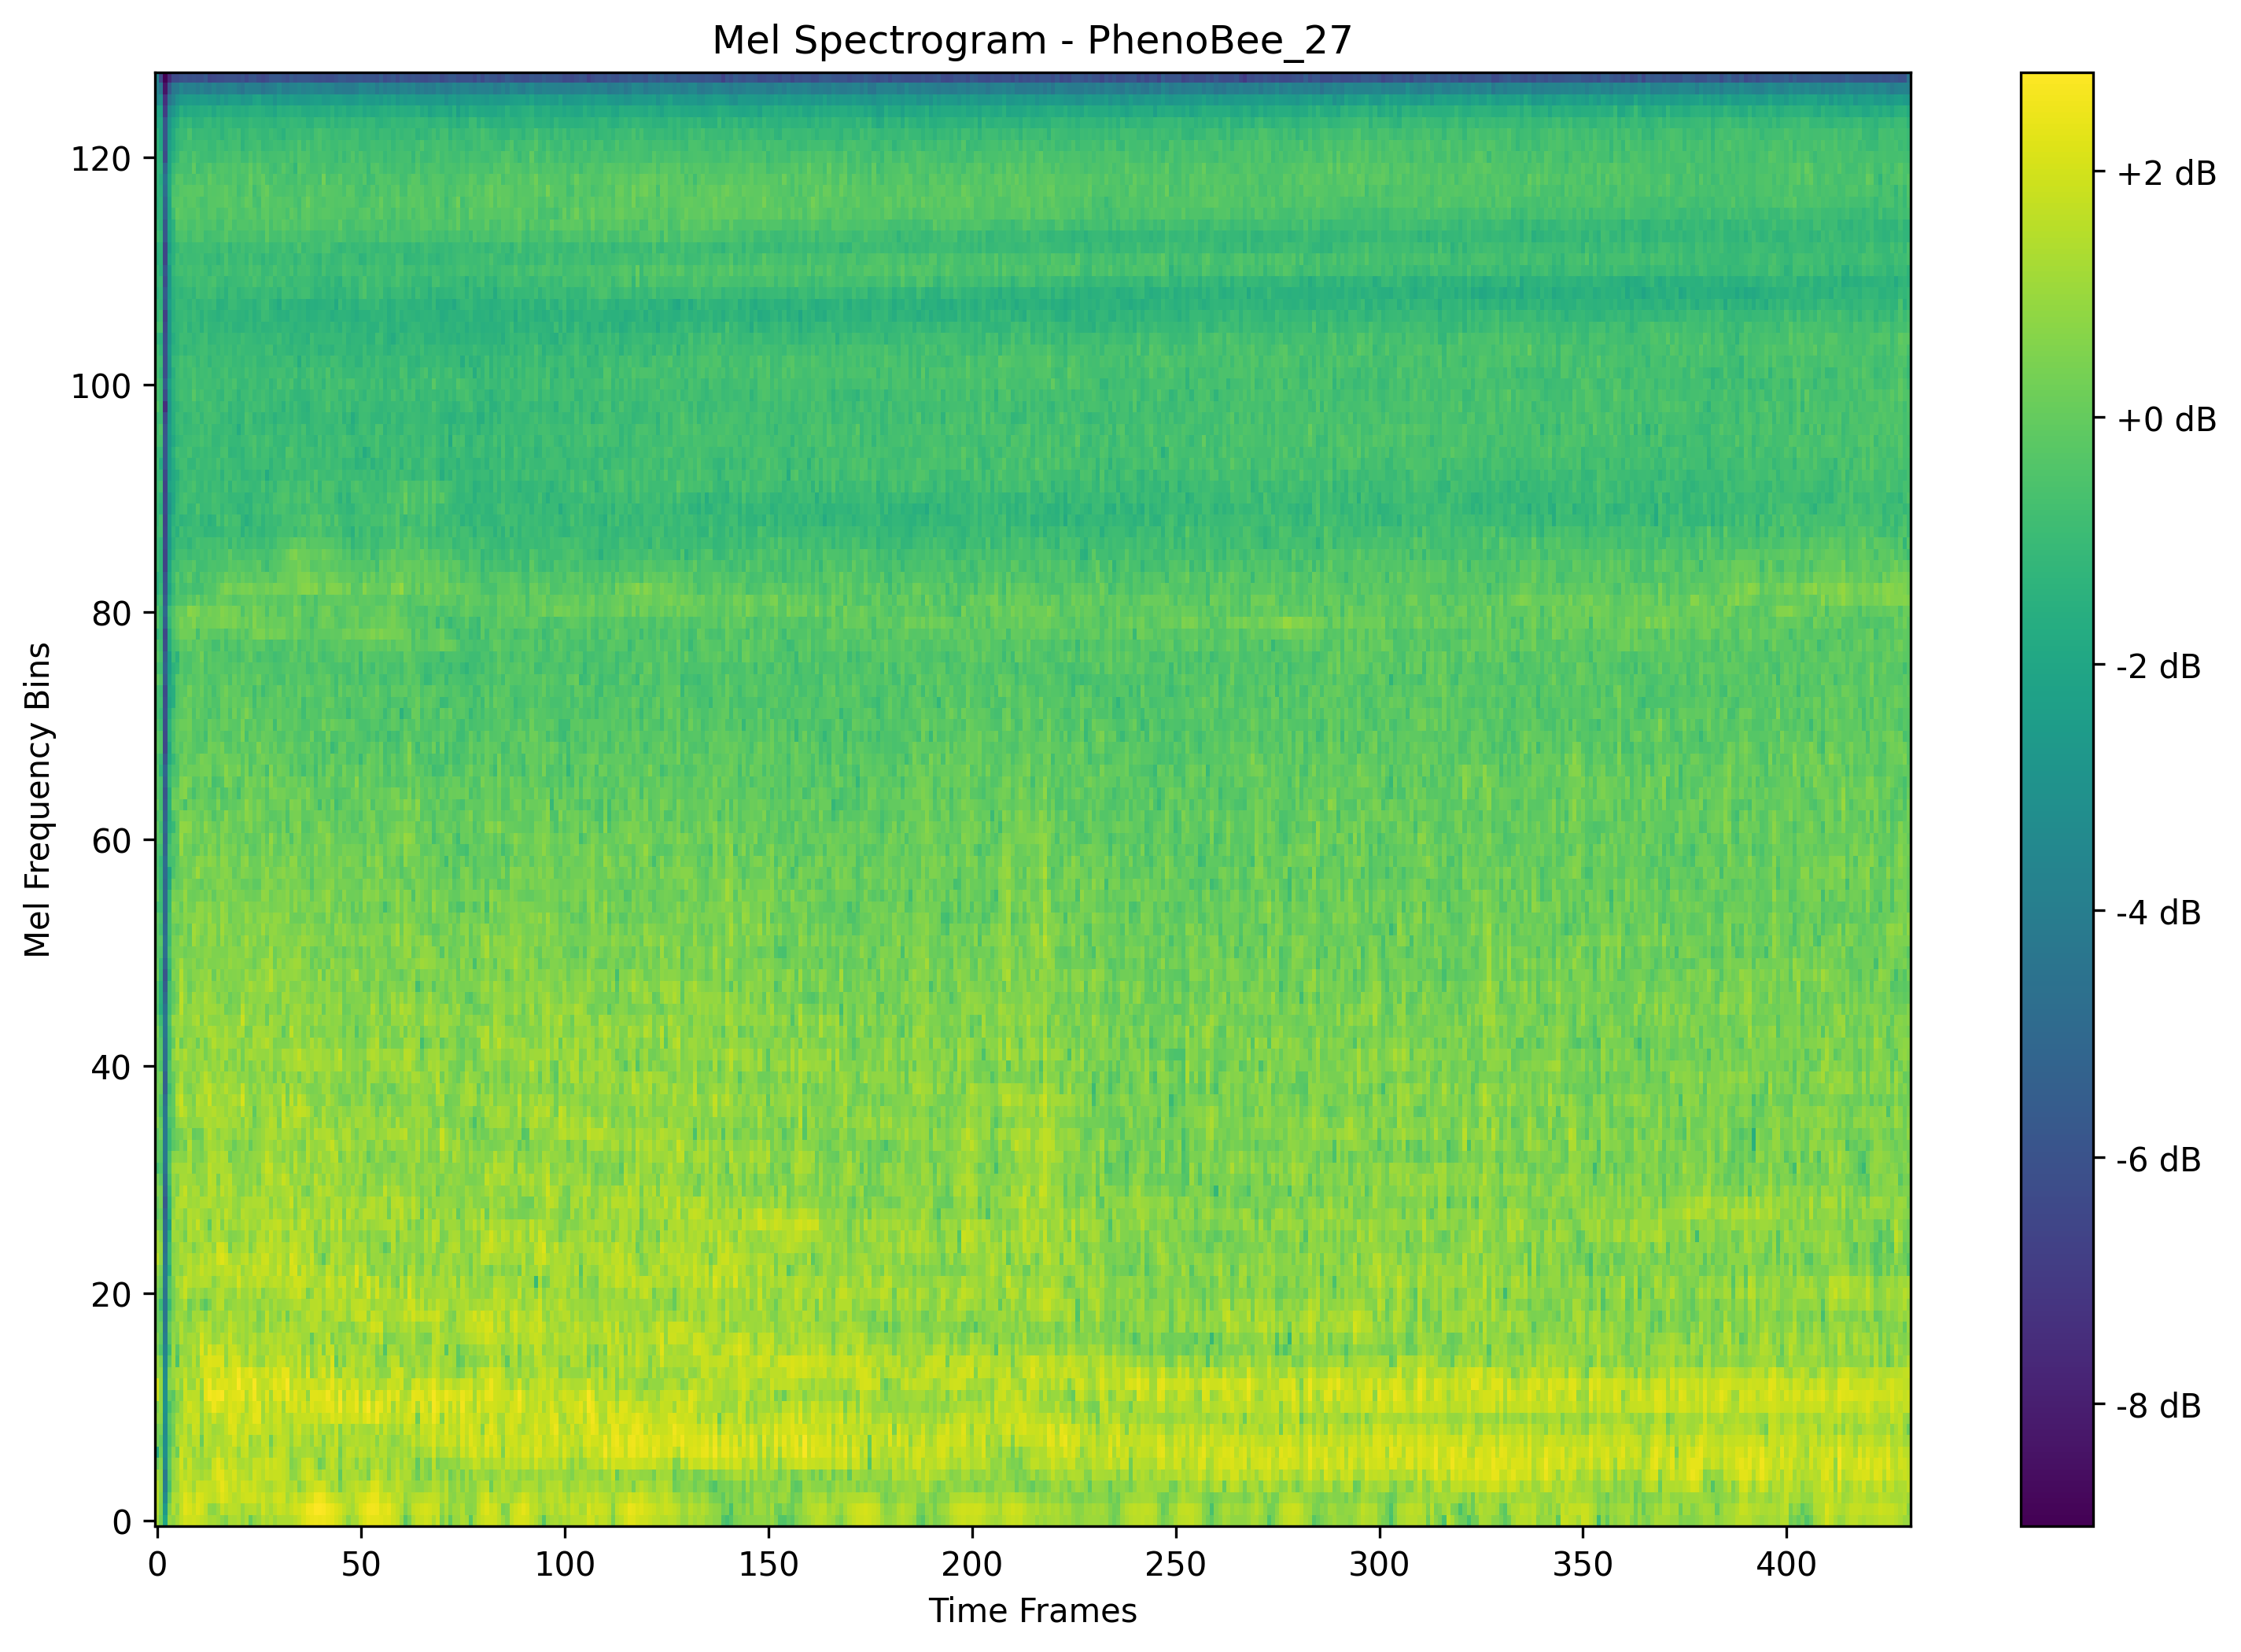 Mel Spectrogram - PhenoBee_27
120
100
80
60
40
20
0
Mel Frequency Bins
0 50 100 150 200 250 300 350 400
Time Frames
+2 dB
+0 dB
-2 dB
-4 dB
-6 dB
-8 dB